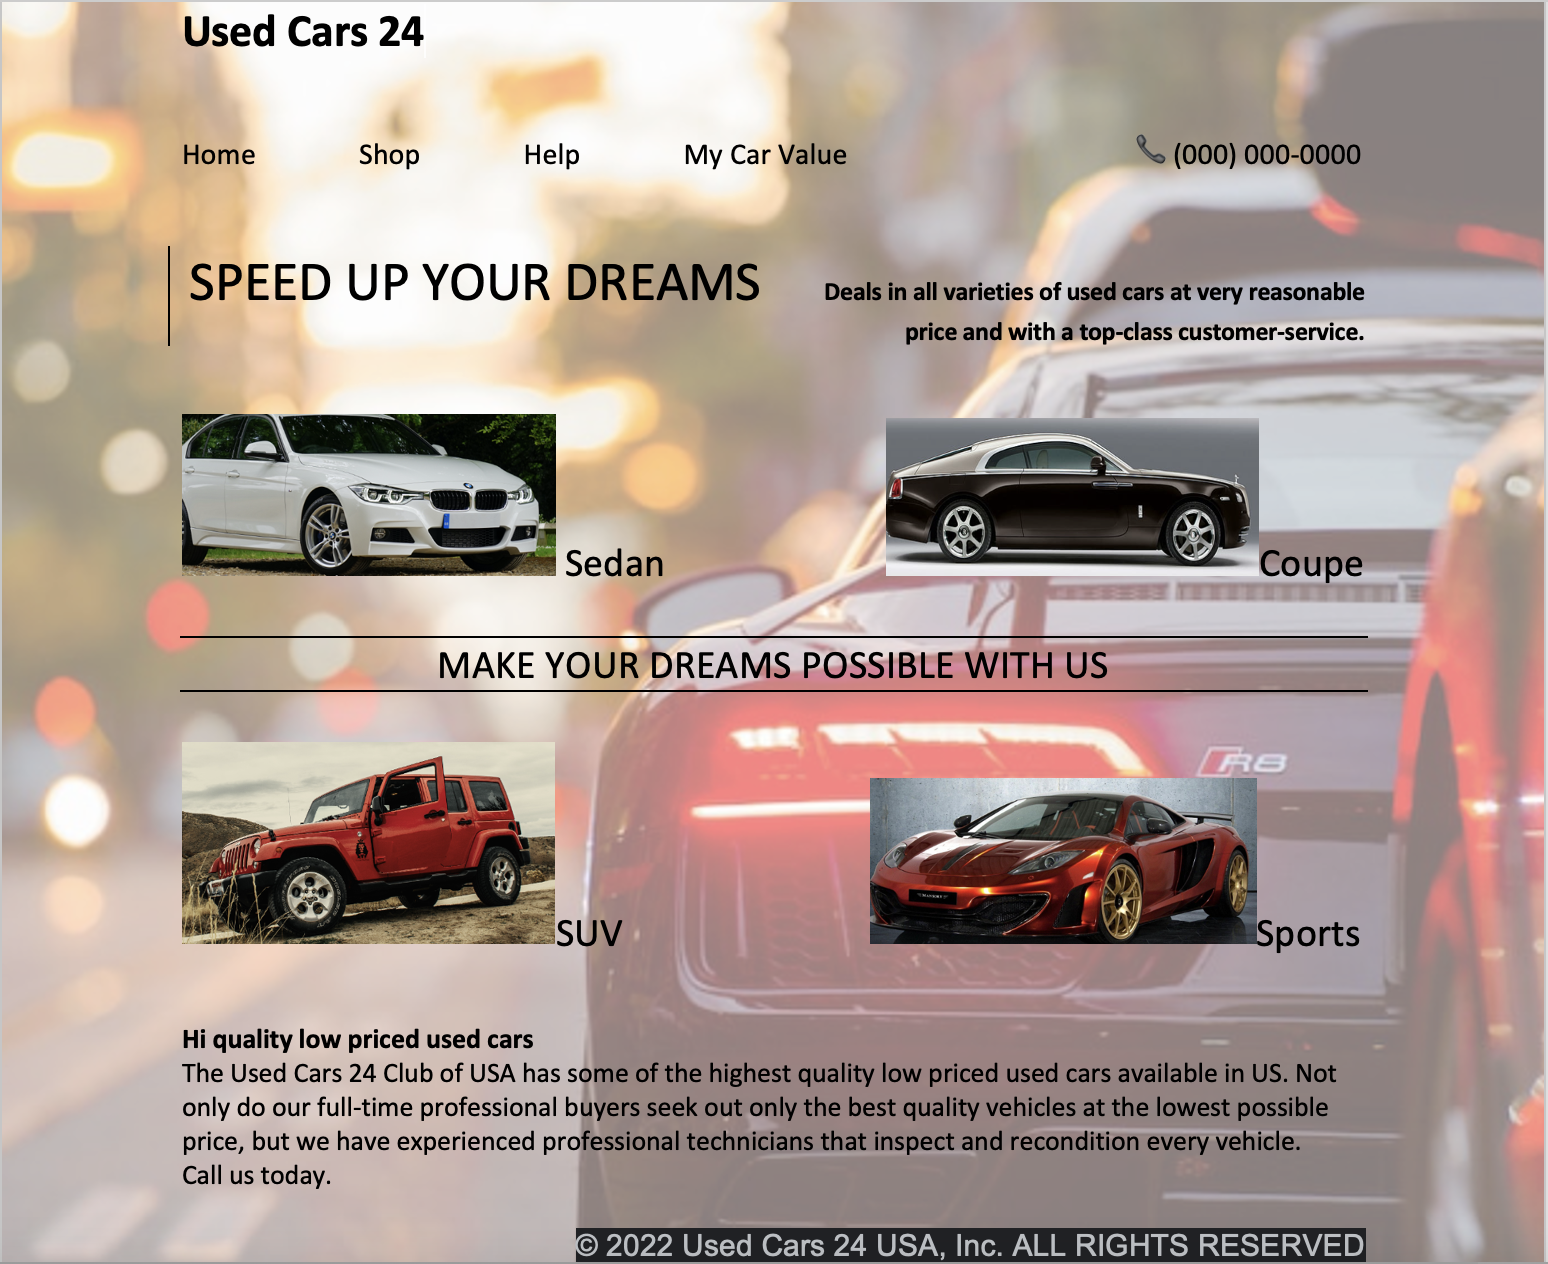 Used Cars 24
Home Shop Help My Car Value (000) 000-0000
SPEED UP YOUR DREAMS
Deals in all varieties of used cars at very reasonable
price and with a top-class customer-service.
Sedan
Coupe
MAKE YOUR DREAMS POSSIBLE WITH US
R8
SUV
Sports
Hi quality low priced used cars
The Used Cars 24 Club of USA has some of the highest quality low priced used cars available in US. Not
only do our full-time professional buyers seek out only the best quality vehicles at the lowest possible
price, but we have experienced professional technicians that inspect and recondition every vehicle.
Call us today.
© 2022 Used Cars 24 USA, Inc. ALL RIGHTS RESERVED